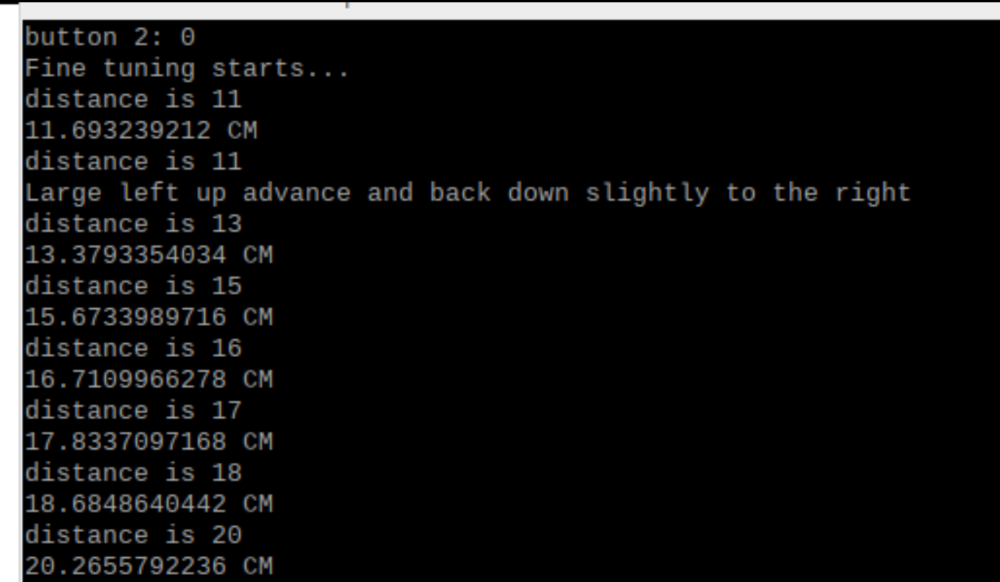 button 2: 0
Fine tuning starts...
distance is 11
11.693239212 CM
distance is 11
Large left up advance and back down slightly to the right
distance is 13
13.3793354034 CM
distance is 15
15.6733989716 CM
distance is 16
16.7109966278 CM
distance is 17
17.8337097168 CM
distance is 18
18.6848640442 CM
distance is 20
20.2655792236 CM